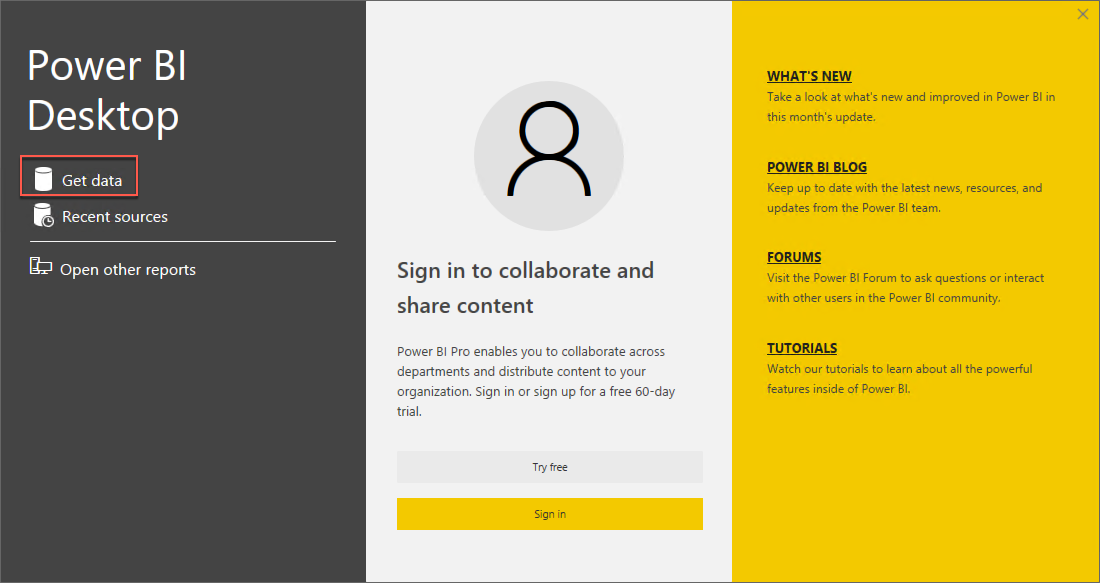 Power BI
Desktop
Get data
Recent sources
Open other reports
Sign in to collaborate and
share content
Power BI Pro enables you to collaborate across
departments and distribute content to your
organization. Sign in or sign up for a free 60-day
trial.
Try free
Sign in
WHAT'S NEW
Take a look at what's new and improved in Power BI in
this month's update.
POWER BI BLOG
Keep up to date with the latest news, resources, and
updates from the Power BI team.
FORUMS
Visit the Power BI Forum to ask questions or interact
with other users in the Power BI community.
TUTORIALS
Watch our tutorials to learn about all the powerful
features inside of Power BI.